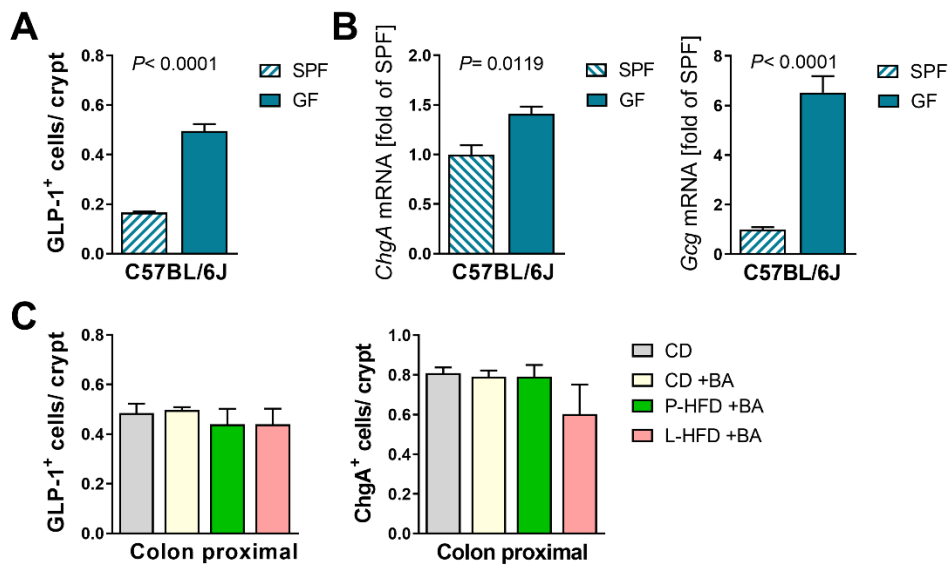 A
GLP-1⁺ cells/ crypt
0.8
0.6
0.4
0.2
0.0
P< 0.0001
SPF
GF
C57BL/6J
B
ChgA mRNA [fold of SPF]
2.0
1.5
1.0
0.5
0.0
P= 0.0119
SPF
GF
C57BL/6J
Gcg mRNA [fold of SPF]
8
6
4
2
0
P< 0.0001
SPF
GF
C57BL/6J
C
GLP-1⁺ cells/ crypt
0.8
0.6
0.4
0.2
0.0
Colon proximal
ChgA⁺ cells/ crypt
1.0
0.8
0.6
0.4
0.2
0.0
Colon proximal
CD
CD +BA
P-HFD +BA
L-HFD +BA